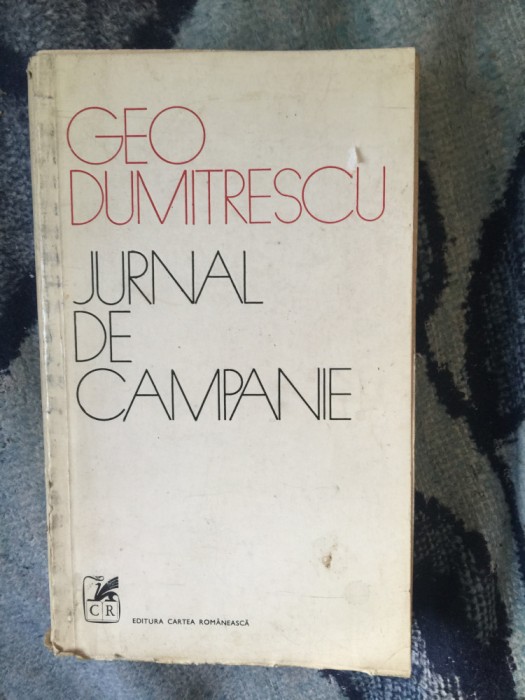 GEO
DUMITRESCU
JURNAL
DE
CAMPANIE
CR
EDITURA CARTEA ROMÂNEASCĂ